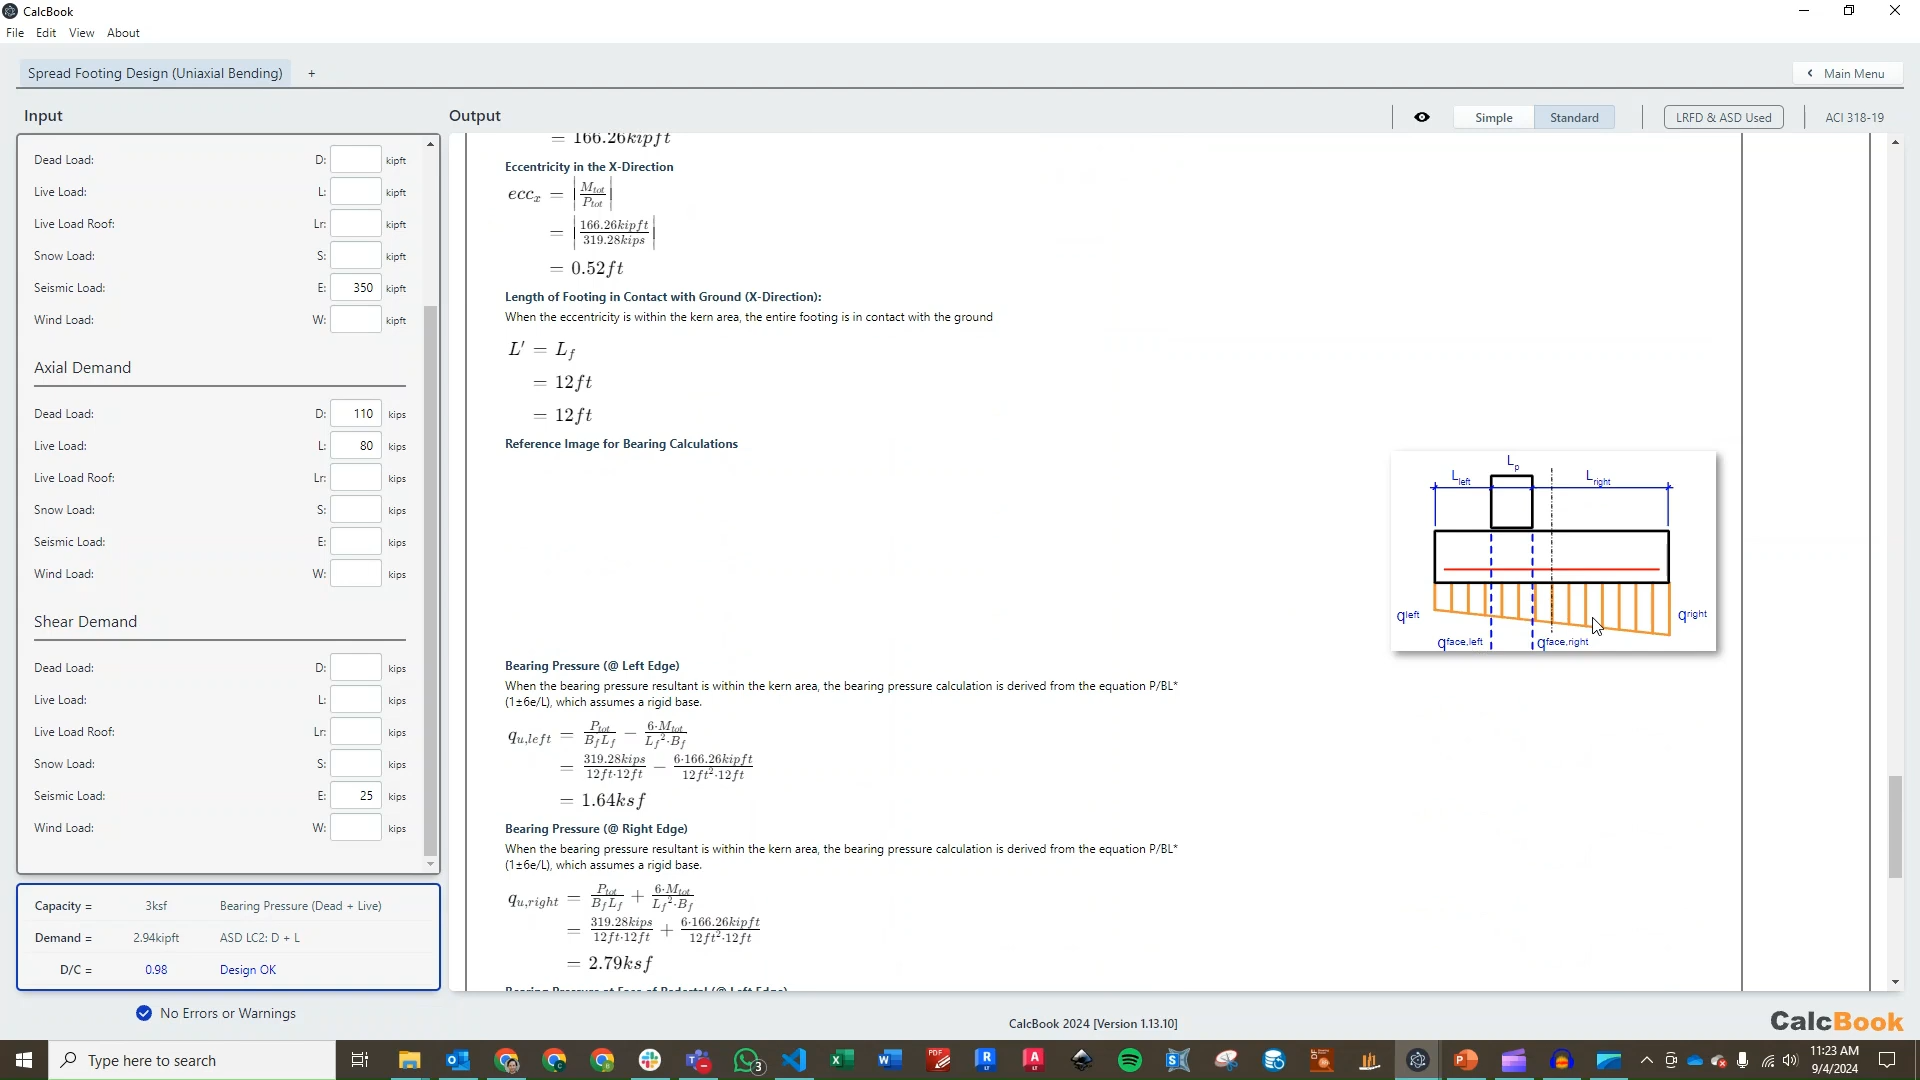 CalcBook
File Edit View About
Spread Footing Design (Uniaxial Bending) +
Main Menu
Input
Output
Simple Standard
LRFD & ASD Used
ACI 318-19
Dead Load: D: kipft
Live Load: L: kipft
Live Load Roof: Lr: kipft
Snow Load: S: kipft
Seismic Load: E: 350 kipft
Wind Load: W: kipft
Axial Demand
Dead Load: D: 110 kips
Live Load: L: 80 kips
Live Load Roof: Lr: kips
Snow Load: S: kips
Seismic Load: E: kips
Wind Load: W: kips
Shear Demand
Dead Load: D: kips
Live Load: L: kips
Live Load Roof: Lr: kips
Snow Load: S: kips
Seismic Load: E: 25 kips
Wind Load: W: kips
Capacity = 3ksf Bearing Pressure (Dead + Live)
Demand = 2.94kipft ASD LC2: D + L
D/C = 0.98 Design OK
No Errors or Warnings
= 166.26kipft
Eccentricity in the X-Direction
ecc_x = |M_tot / P_tot|
= |166.26kipft / 319.28kips|
= 0.52ft
Length of Footing in Contact with Ground (X-Direction):
When the eccentricity is within the kern area, the entire footing is in contact with the ground
L' = L_f
= 12ft
= 12ft
Reference Image for Bearing Calculations
L_p
L_left L_right
q_left q_right
q_face,left q_face,right
Bearing Pressure (@ Left Edge)
When the bearing pressure resultant is within the kern area, the bearing pressure calculation is derived from the equation P/BL*
(1±6e/L), which assumes a rigid base.
q_u,left = P_tot / B_f L_f − 6·M_tot / L_f²·B_f
= 319.28kips / 12ft·12ft − 6·166.26kipft / 12ft²·12ft
= 1.64ksf
Bearing Pressure (@ Right Edge)
When the bearing pressure resultant is within the kern area, the bearing pressure calculation is derived from the equation P/BL*
(1±6e/L), which assumes a rigid base.
q_u,right = P_tot / B_f L_f + 6·M_tot / L_f²·B_f
= 319.28kips / 12ft·12ft + 6·166.26kipft / 12ft²·12ft
= 2.79ksf
Bearing Pressure at Face of Pedestal (@ Left Edge)
CalcBook 2024 [Version 1.13.10]
CalcBook
Type here to search
11:23 AM
9/4/2024